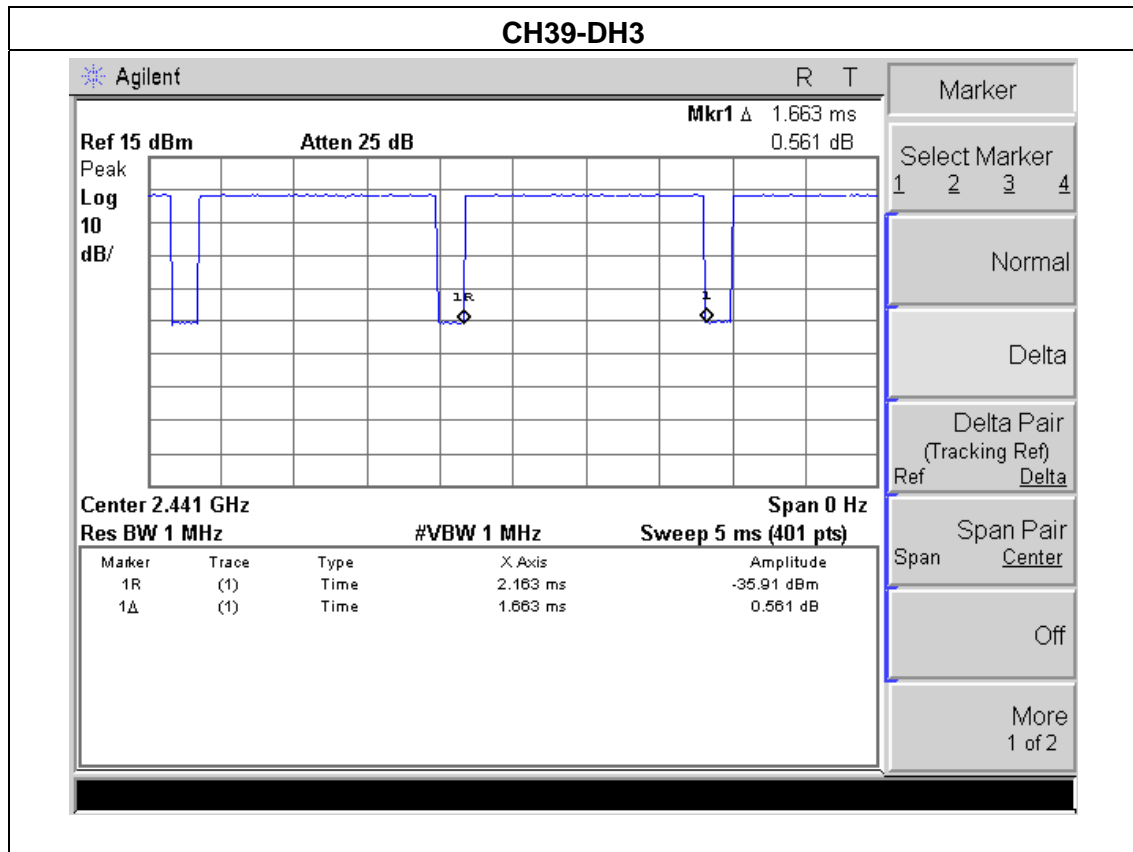 CH39-DH3
Agilent R T
Mkr1 Δ 1.663 ms
Ref 15 dBm Atten 25 dB 0.561 dB
Peak
Log
10
dB/
1R
1
Center 2.441 GHz Span 0 Hz
Res BW 1 MHz #VBW 1 MHz Sweep 5 ms (401 pts)
Marker Trace Type X Axis Amplitude
1R (1) Time 2.163 ms -35.91 dBm
1Δ (1) Time 1.663 ms 0.561 dB
Marker
Select Marker
1 2 3 4
Normal
Delta
Delta Pair
(Tracking Ref)
Ref Delta
Span Pair
Span Center
Off
More
1 of 2